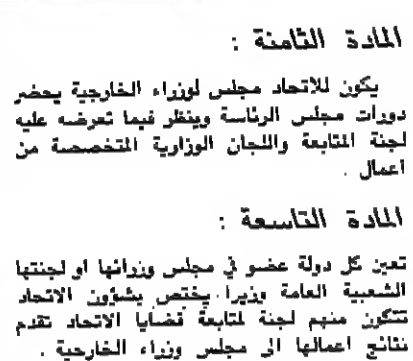 المادة الثامنة :
يكون للاتحاد مجلس لوزراء الخارجية يحضر
دورات مجلس الرئاسة وينظر فيما تعرضه عليه
لجنة المتابعة واللجان الوزارية المتخصصة من
اعمال .
المادة التاسعة :
تعين كل دولة عضو في مجلس وزرائها او لجنتها
الشعبية العامة وزيرا يختص بشؤون الاتحاد
تتكون منهم لجنة لمتابعة قضايا الاتحاد تقدم
نتائج اعمالها الى مجلس وزراء الخارجية .